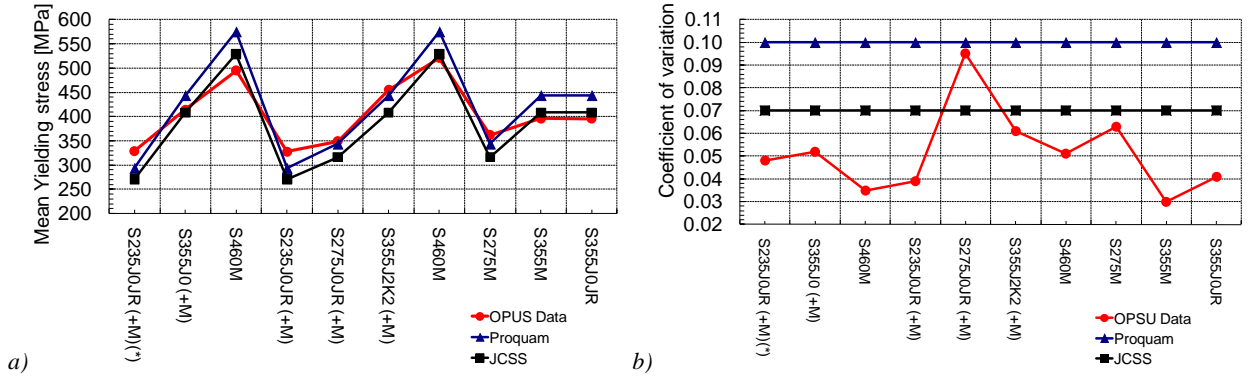 Mean Yielding stress [MPa]
600
550
500
450
400
350
300
250
200
S235J0JR (+M)(*)
S355J0 (+M)
S460M
S235J0JR (+M)
S275J0JR (+M)
S355J2K2 (+M)
S460M
S275M
S355M
S355J0JR
OPUS Data
Proquam
JCSS
a)
Coefficient of variation
0.11
0.10
0.09
0.08
0.07
0.06
0.05
0.04
0.03
0.02
S235J0JR (+M)(*)
S355J0 (+M)
S460M
S235J0JR (+M)
S275J0JR (+M)
S355J2K2 (+M)
S460M
S275M
S355M
S355J0JR
OPSU Data
Proquam
JCSS
b)